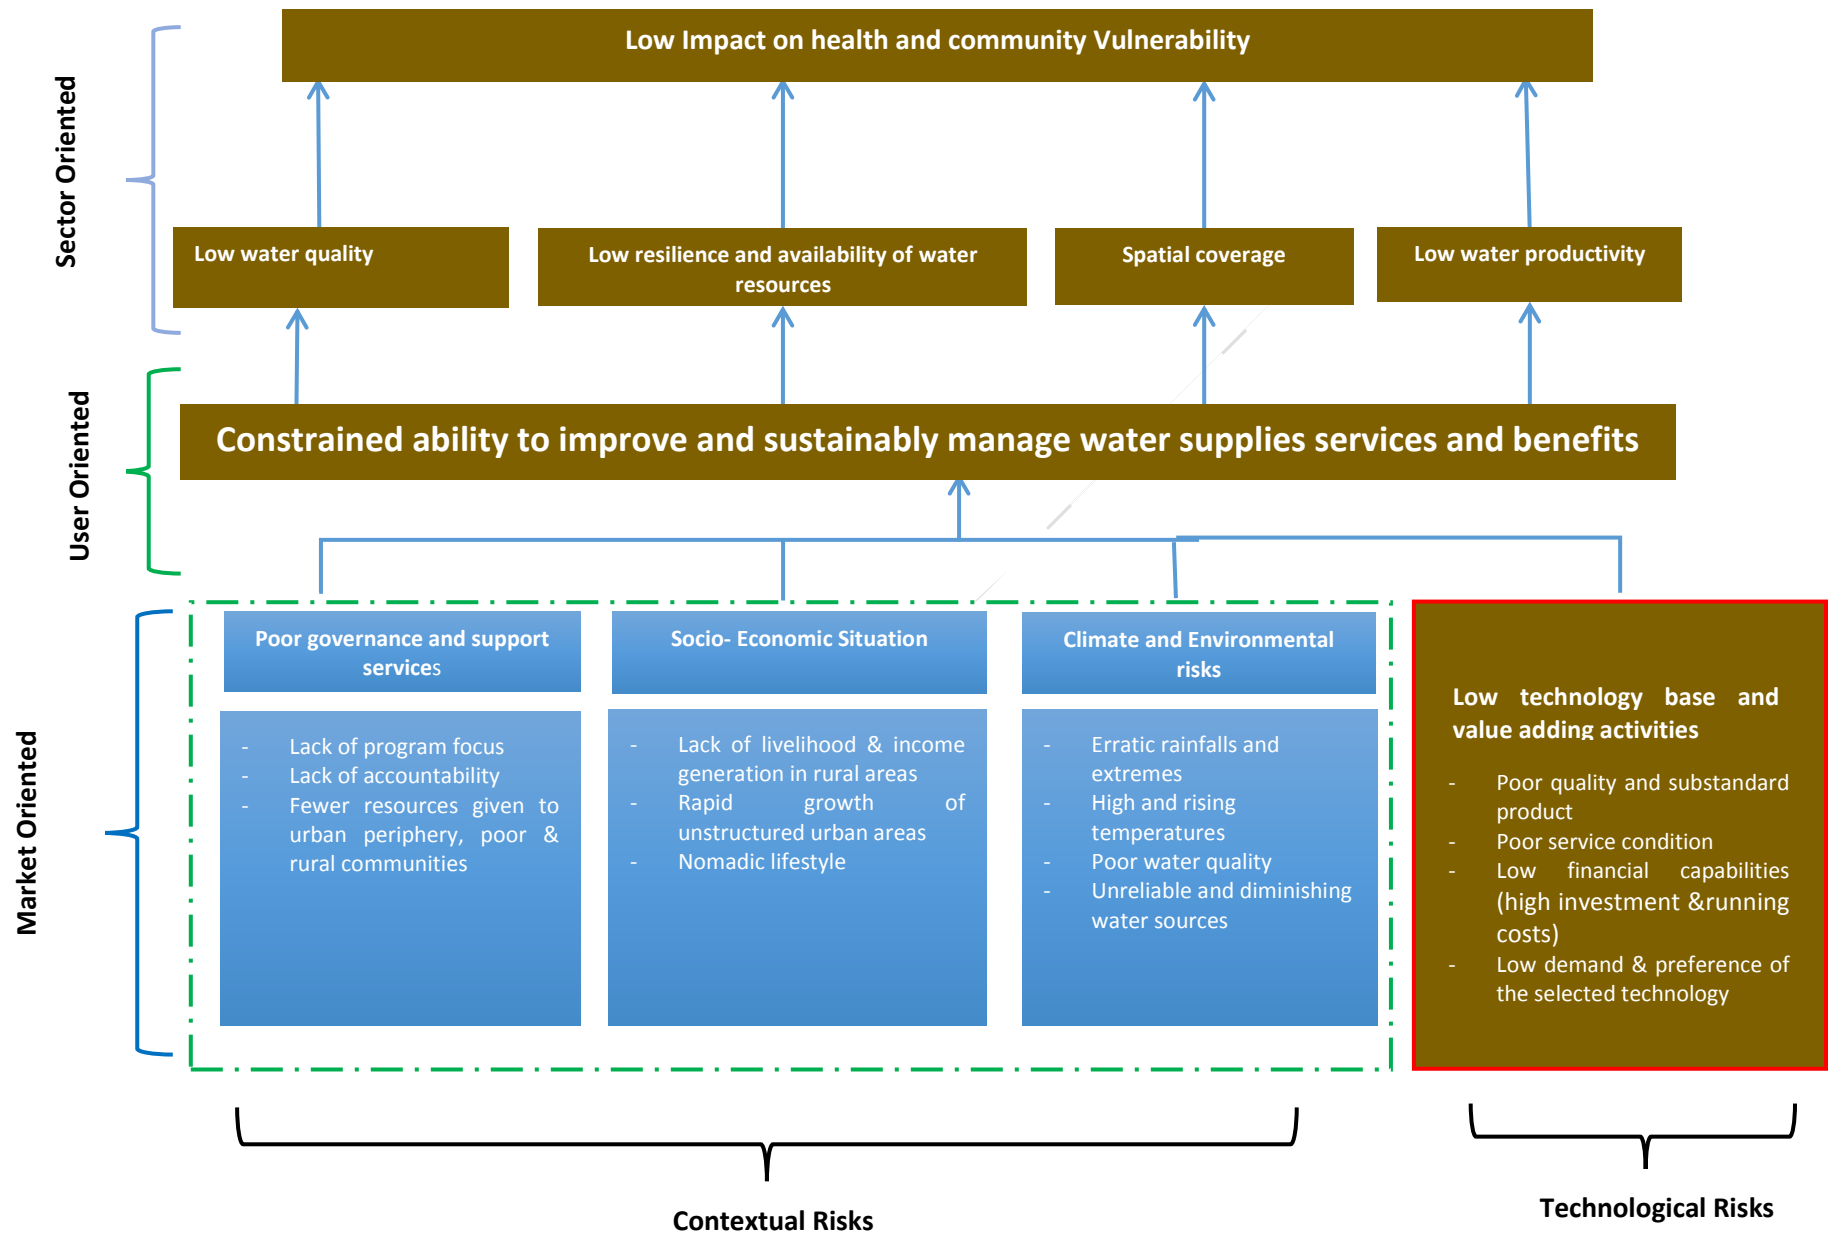 Low Impact on health and community Vulnerability
Sector Oriented
Low water quality
Low resilience and availability of water
resources
Spatial coverage
Low water productivity
User Oriented
Constrained ability to improve and sustainably manage water supplies services and benefits
Market Oriented
Poor governance and support
services
- Lack of program focus
- Lack of accountability
- Fewer resources given to
urban periphery, poor &
rural communities
Socio- Economic Situation
- Lack of livelihood & income
generation in rural areas
- Rapid growth of
unstructured urban areas
- Nomadic lifestyle
Climate and Environmental
risks
- Erratic rainfalls and
extremes
- High and rising
temperatures
- Poor water quality
- Unreliable and diminishing
water sources
Low technology base and
value adding activities
- Poor quality and substandard
product
- Poor service condition
- Low financial capabilities
(high investment &running
costs)
- Low demand & preference of
the selected technology
Contextual Risks
Technological Risks